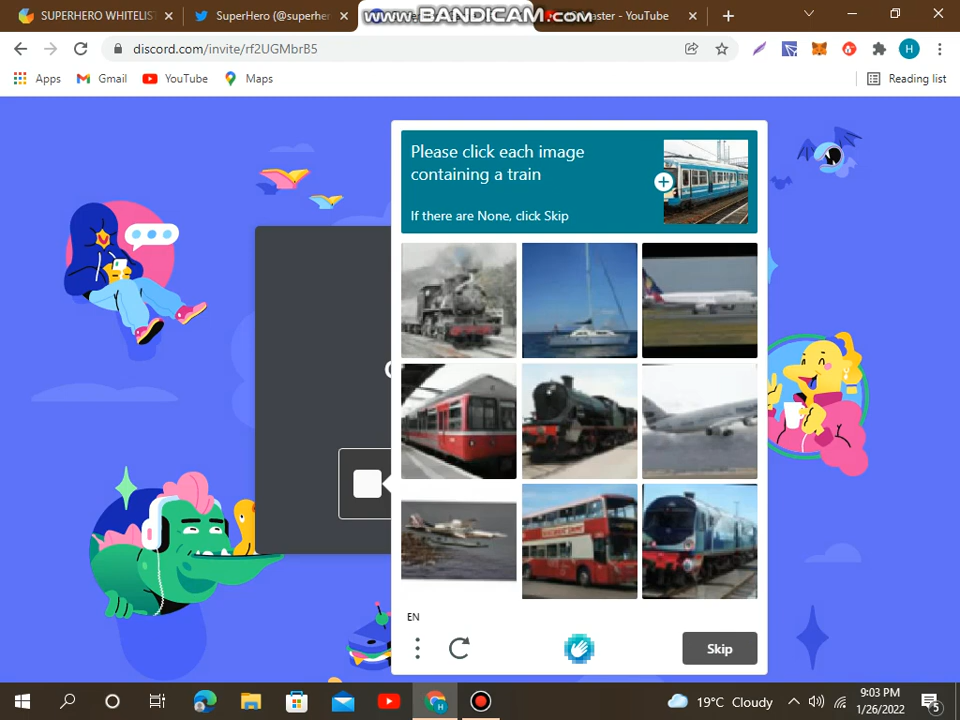 SUPERHERO WHITELIS
SuperHero (@superher
WWW.BANDICAM.COM
aster - YouTube
discord.com/invite/rf2UGMbrB5
H
Apps
Gmail
YouTube
Maps
Reading list
Please click each image
containing a train
If there are None, click Skip
EN
Skip
19°C Cloudy
9:03 PM
1/26/2022
5